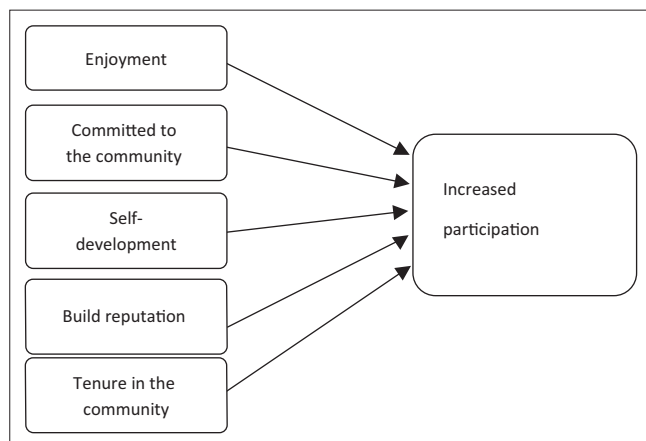 Enjoyment
Committed to
the community
Self-
development
Build reputation
Tenure in the
community
Increased
participation